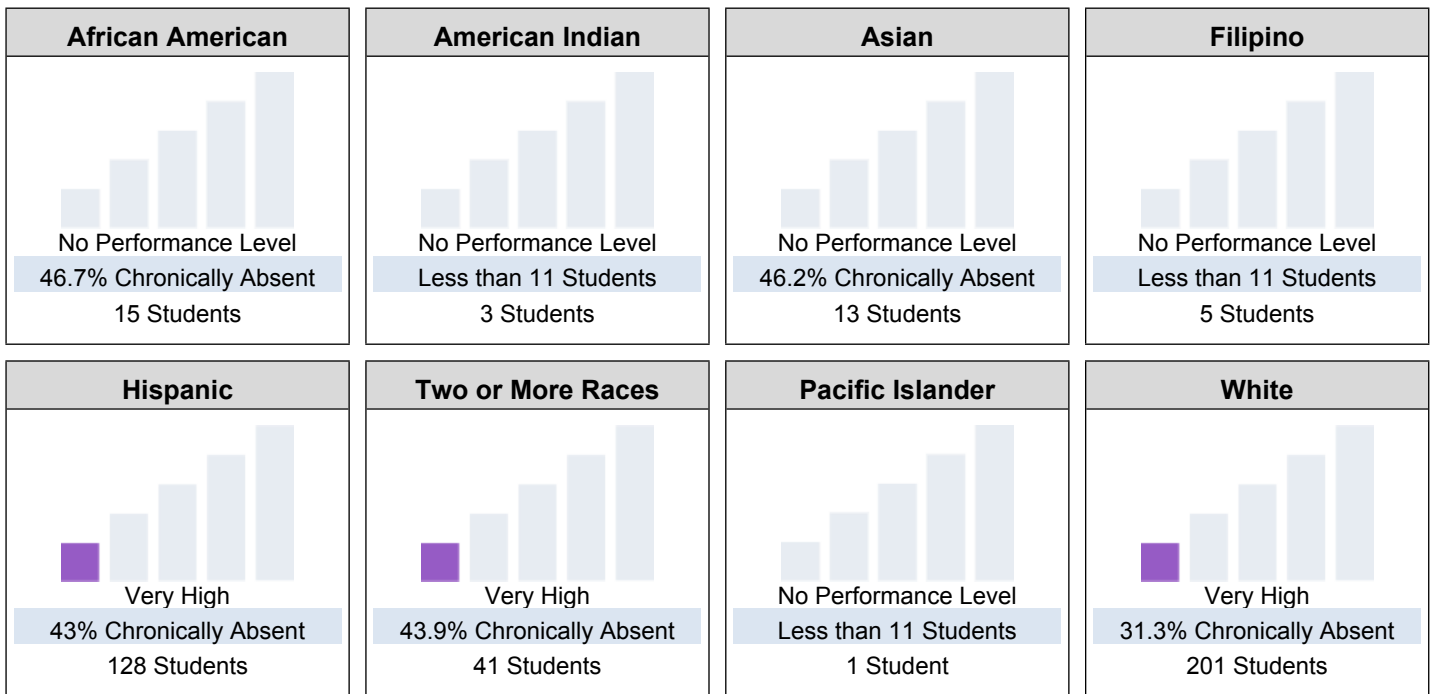 African American
No Performance Level
46.7% Chronically Absent
15 Students
American Indian
No Performance Level
Less than 11 Students
3 Students
Asian
No Performance Level
46.2% Chronically Absent
13 Students
Filipino
No Performance Level
Less than 11 Students
5 Students
Hispanic
Very High
43% Chronically Absent
128 Students
Two or More Races
Very High
43.9% Chronically Absent
41 Students
Pacific Islander
No Performance Level
Less than 11 Students
1 Student
White
Very High
31.3% Chronically Absent
201 Students